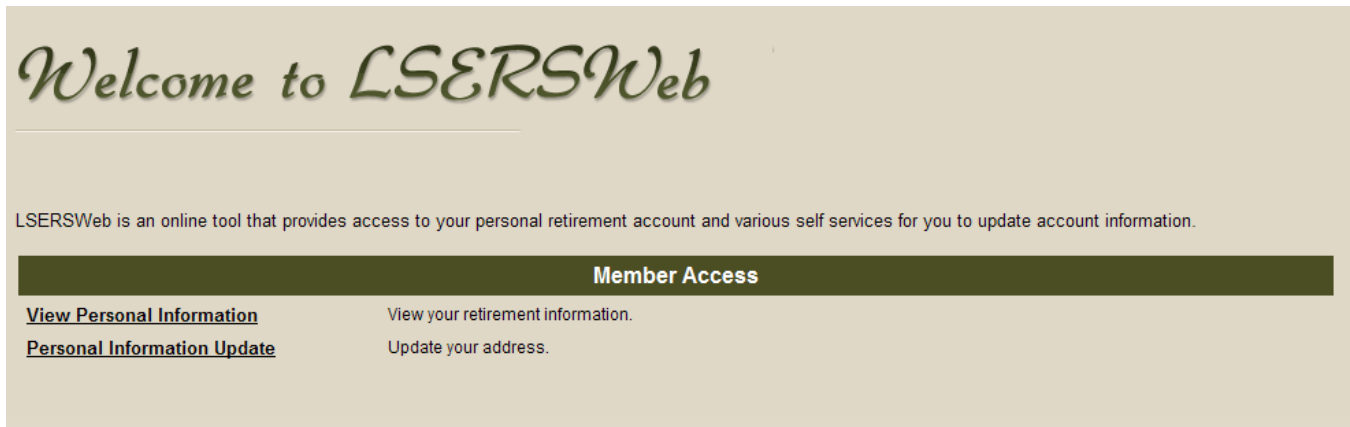 Welcome to LSERSWeb
LSERSWeb is an online tool that provides access to your personal retirement account and various self services for you to update account information.
Member Access
View Personal Information View your retirement information.
Personal Information Update Update your address.